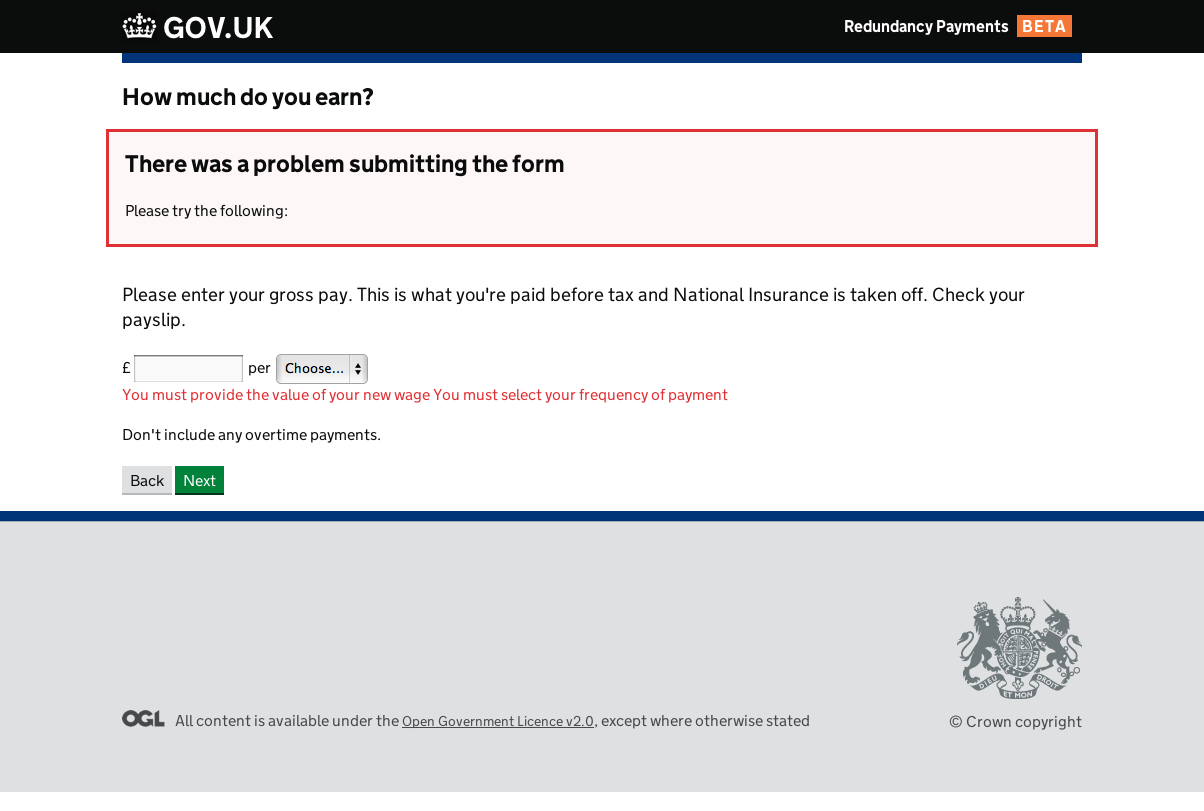 GOV.UK
Redundancy Payments BETA
How much do you earn?
There was a problem submitting the form
Please try the following:
Please enter your gross pay. This is what you're paid before tax and National Insurance is taken off. Check your
payslip.
£ per Choose...
You must provide the value of your new wage You must select your frequency of payment
Don't include any overtime payments.
Back Next
DIEU ET MON DROIT
OGL All content is available under the Open Government Licence v2.0, except where otherwise stated
© Crown copyright